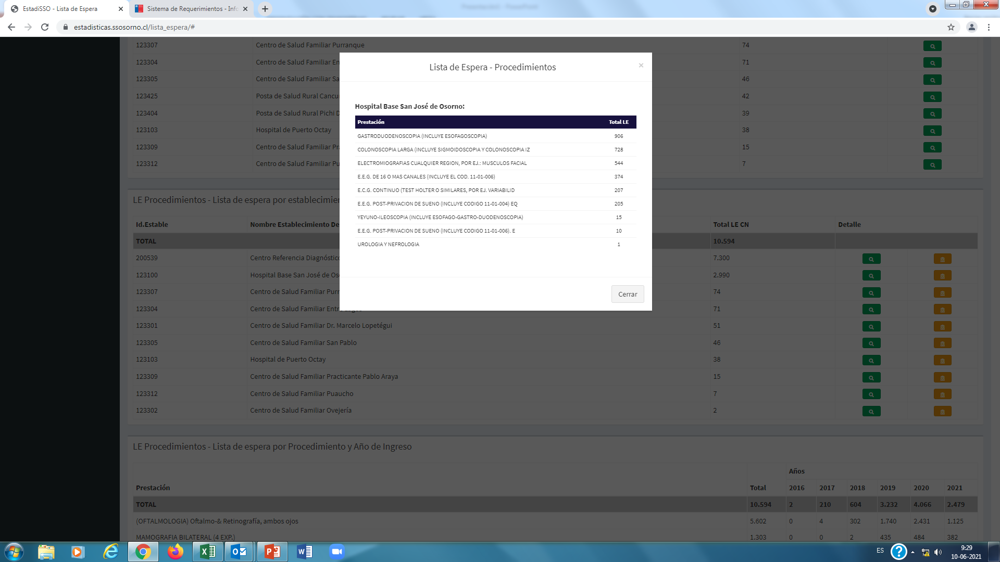 EstadiSSO - Lista de Espera
Sistema de Requerimientos - Info
estadisticas.ssosorno.cl/lista_espera/#
123307 Centro de Salud Familiar Purranque 74
123304 Centro de Salud Familiar En 71
123305 Centro de Salud Familiar Sa 46
123425 Posta de Salud Rural Cancu 42
123404 Posta de Salud Rural Pichi D 39
123103 Hospital de Puerto Octay 38
123309 Centro de Salud Familiar Pr 15
123312 Centro de Salud Familiar Pu 7
Lista de Espera - Procedimientos ×
Hospital Base San José de Osorno:
Prestación Total LE
GASTRODUODENOSCOPIA (INCLUYE ESOFAGOSCOPIA) 906
COLONOSCOPIA LARGA (INCLUYE SIGMOIDOSCOPIA Y COLONOSCOPIA IZ 728
ELECTROMIOGRAFIAS CUALQUIER REGION, POR EJ.: MUSCULOS FACIAL 544
E.E.G. DE 16 O MAS CANALES (INCLUYE EL COD. 11-01-006) 374
E.C.G. CONTINUO (TEST HOLTER O SIMILARES, POR EJ. VARIABILID 207
E.E.G. POST-PRIVACION DE SUENO (INCLUYE CODIGO 11-01-004) EQ 205
YEYUNO-ILEOSCOPIA (INCLUYE ESOFAGO-GASTRO-DUODENOSCOPIA) 15
E.E.G. POST-PRIVACION DE SUENO (INCLUYE CODIGO 11-01-006). E 10
UROLOGIA Y NEFROLOGIA 1
Cerrar
LE Procedimientos - Lista de espera por establecimie
Id.Estable Nombre Establecimiento De Total LE CN Detalle
TOTAL 10.594
200539 Centro Referencia Diagnóstic 7.300
123100 Hospital Base San José de Os 2.990
123307 Centro de Salud Familiar Purr 74
123304 Centro de Salud Familiar Entre Lagos 71
123301 Centro de Salud Familiar Dr. Marcelo Lopetégui 51
123305 Centro de Salud Familiar San Pablo 46
123103 Hospital de Puerto Octay 38
123309 Centro de Salud Familiar Practicante Pablo Araya 15
123312 Centro de Salud Familiar Puaucho 7
123302 Centro de Salud Familiar Ovejería 2
LE Procedimientos - Lista de espera por Procedimiento y Año de Ingreso
Años
Prestación Total 2016 2017 2018 2019 2020 2021
TOTAL 10.594 2 210 604 3.232 4.066 2.479
(OFTALMOLOGIA) Oftalmo-& Retinografía, ambos ojos 5.602 0 4 302 1.740 2.431 1.125
MAMOGRAFIA BILATERAL (4 EXP.) 1.303 0 0 2 435 484 382
ES
9:29
10-06-2021